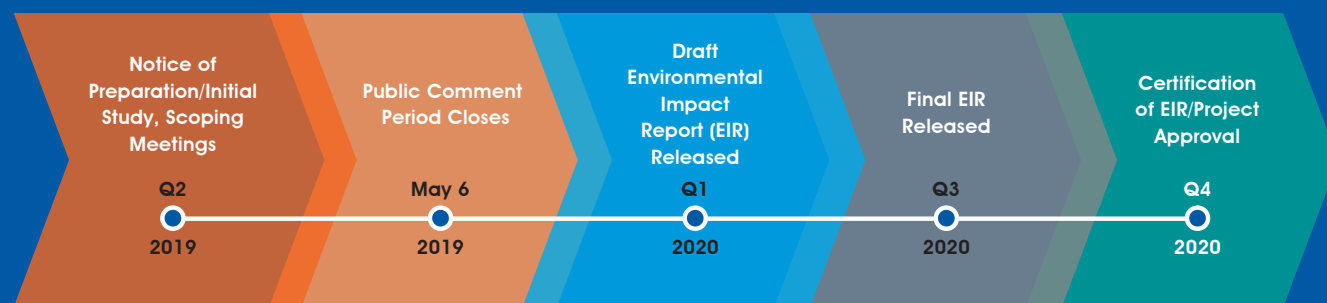 Notice of
Preparation/Initial
Study, Scoping
Meetings
Q2
2019
Public Comment
Period Closes
May 6
2019
Draft
Environmental
Impact
Report (EIR)
Released
Q1
2020
Final EIR
Released
Q3
2020
Certification
of EIR/Project
Approval
Q4
2020